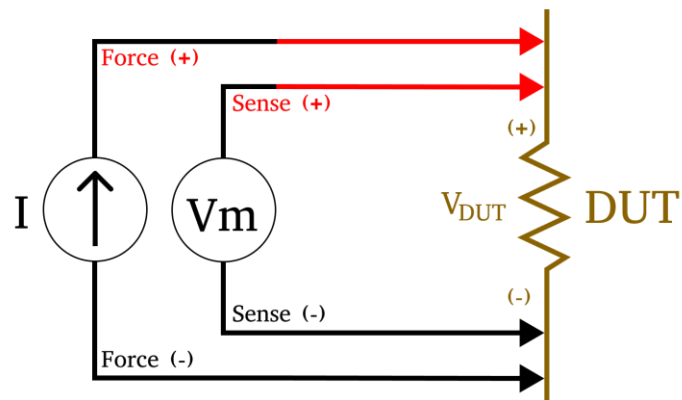 Force (+)
Sense (+)
(+)
I
Vm
VDUT
DUT
(-)
Sense (-)
Force (-)